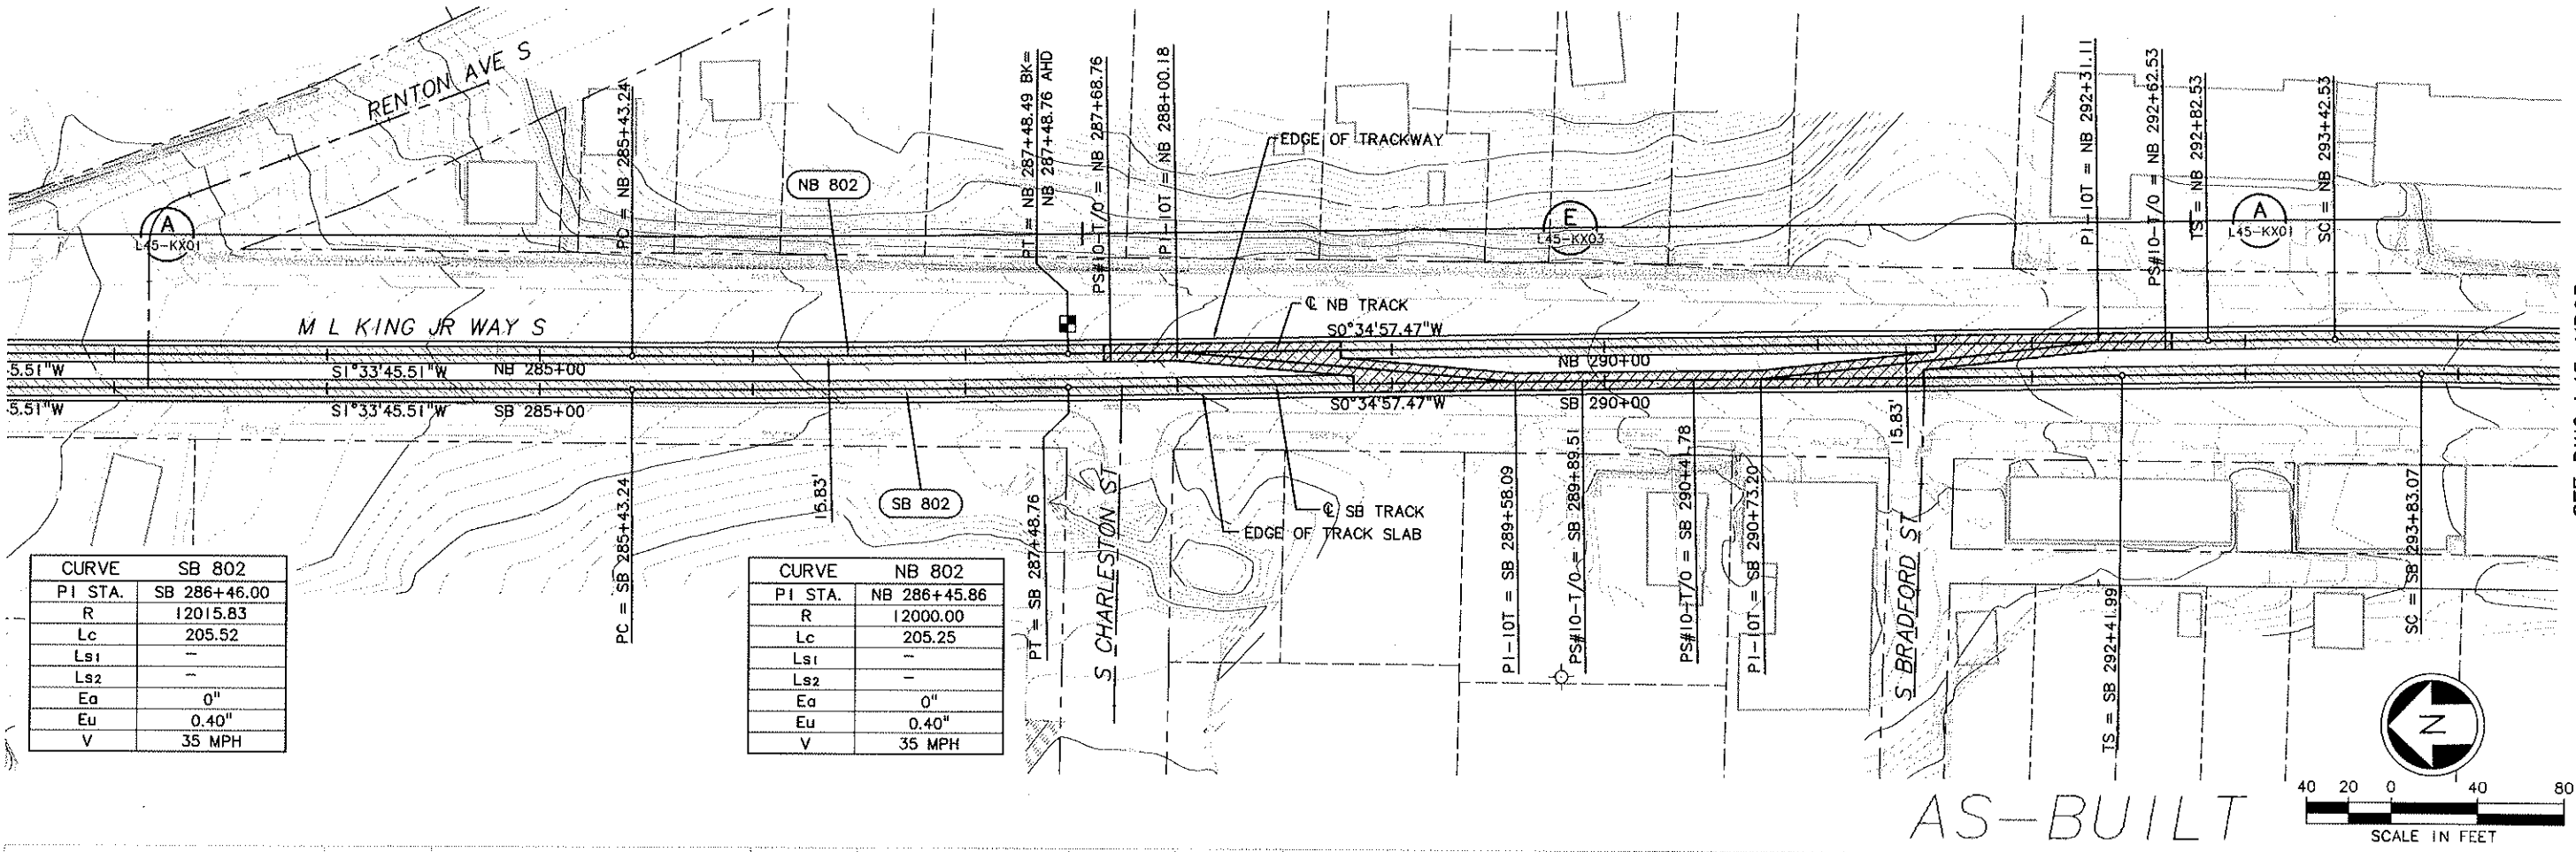 RENTON AVE S
PC = NB 285+43.24
PT = NB 287+48.49 BK=
NB 287+48.76 AHD
PS#10-T/O = NB 287+68.76
PI-10T = NB 288+00.18
PI-10T = NB 292+31.11
PS#10-T/O = NB 292+62.53
TS = NB 292+82.53
SC = NB 293+42.53
EDGE OF TRACKWAY
NB 802
A
L45-KX01
E
L45-KX03
A
L45-KX01
M L KING JR WAY S
℄ NB TRACK
S0°34'57.47"W
5.51"W
S1°33'45.51"W
NB 285+00
NB 290+00
5.51"W
S1°33'45.51"W
SB 285+00
S0°34'57.47"W
SB 290+00
15.83'
15.83'
SB 802
℄ SB TRACK
EDGE OF TRACK SLAB
PC = SB 285+43.24
PT = SB 287+48.76
S CHARLESTON ST
PI-10T = SB 289+58.09
PS#10-T/O = SB 289+89.51
PS#10-T/O = SB 290+41.78
PI-10T = SB 290+73.20
S BRADFORD ST
TS = SB 292+41.99
SC = SB 293+83.07
CURVE SB 802
PI STA. SB 286+46.00
R 12015.83
Lc 205.52
Ls1 -
Ls2 -
Ea 0"
Eu 0.40"
V 35 MPH
CURVE NB 802
PI STA. NB 286+45.86
R 12000.00
Lc 205.25
Ls1 -
Ls2 -
Ea 0"
Eu 0.40"
V 35 MPH
N
AS-BUILT
40 20 0 40 80
SCALE IN FEET